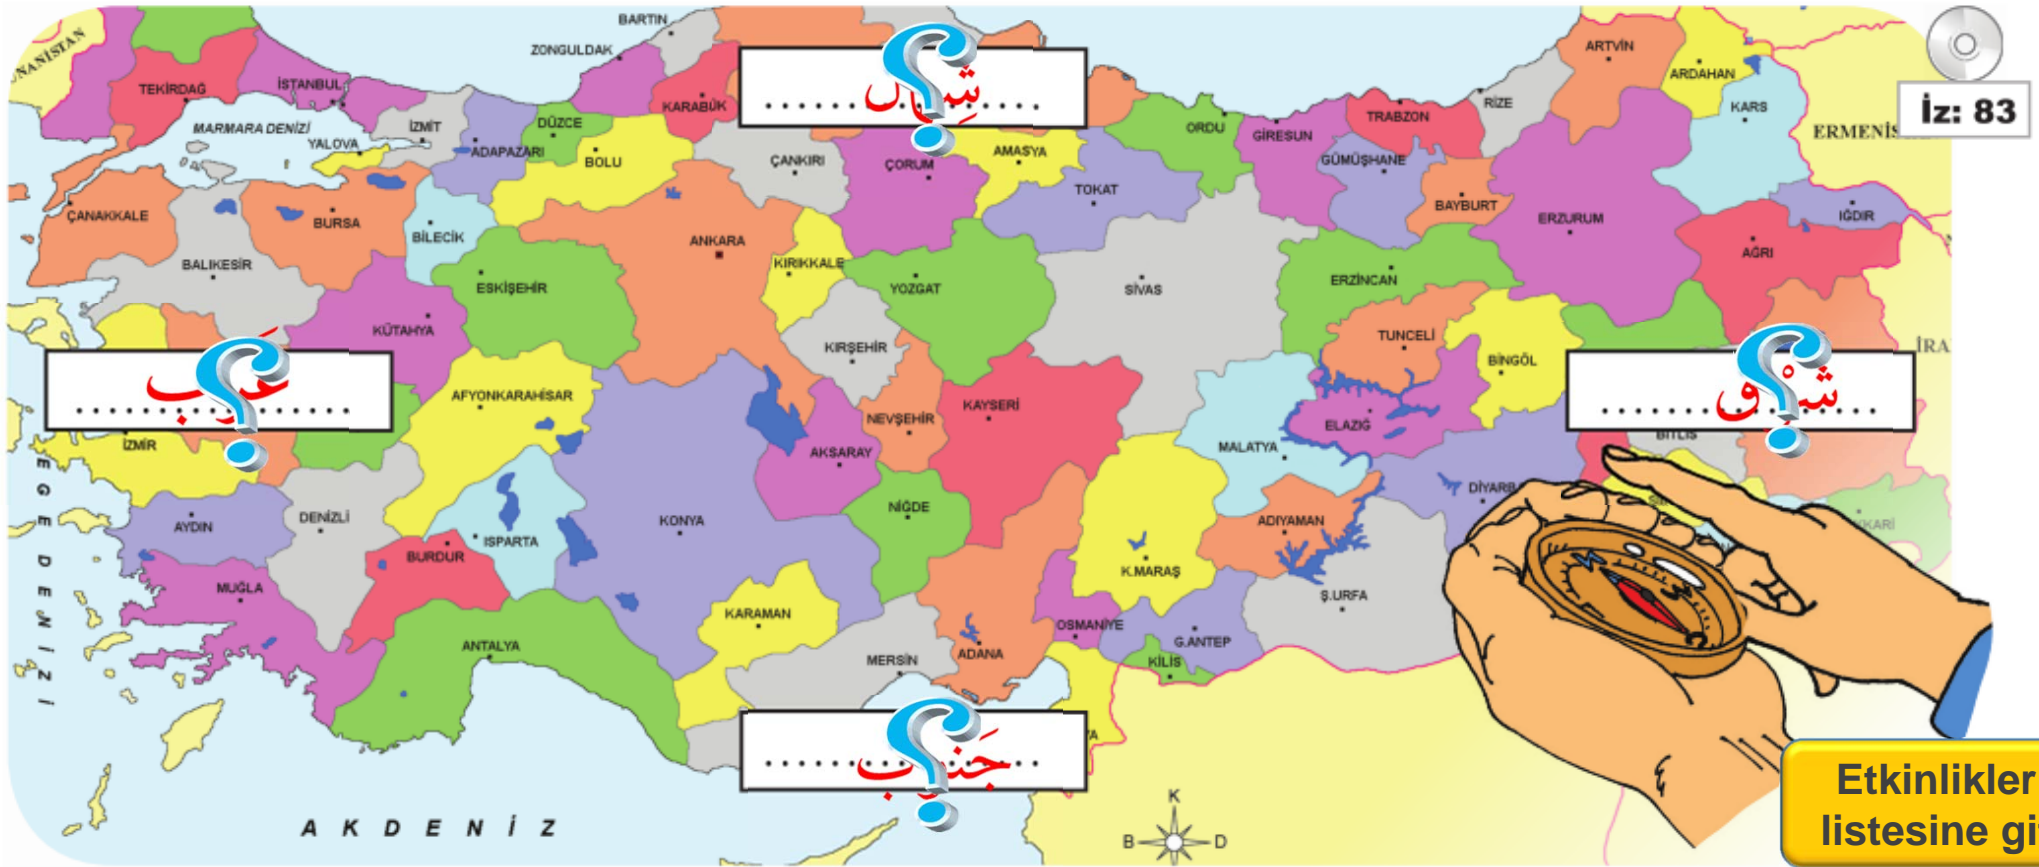 BARTIN
ZONGULDAK
ARTVİN
ARDAHAN
TEKİRDAĞ
İSTANBUL
KARABÜK
شِمَال
RİZE
KARS
İz: 83
MARMARA DENİZİ
İZMİT
DÜZCE
ORDU
GİRESUN
TRABZON
YALOVA
ADAPAZARI
BOLU
ÇANKIRI
ÇORUM
AMASYA
GÜMÜŞHANE
TOKAT
BAYBURT
ERZURUM
IĞDIR
ÇANAKKALE
BURSA
BİLECİK
ANKARA
AĞRI
BALIKESİR
KIRIKKALE
ESKİŞEHİR
YOZGAT
SİVAS
ERZİNCAN
KÜTAHYA
KIRŞEHİR
TUNCELİ
BİNGÖL
غَرْب
AFYONKARAHİSAR
NEVŞEHİR
KAYSERİ
ELAZIĞ
شَرْق
İZMİR
AKSARAY
MALATYA
BİTLİS
EGE DENİZİ
AYDIN
DENİZLİ
ISPARTA
KONYA
NİĞDE
ADIYAMAN
BURDUR
K.MARAŞ
MUĞLA
KARAMAN
Ş.URFA
ANTALYA
MERSİN
ADANA
OSMANİYE
G.ANTEP
KİLİS
جَنُوب
AKDENİZ
K
B
D
Etkinlikler
listesine